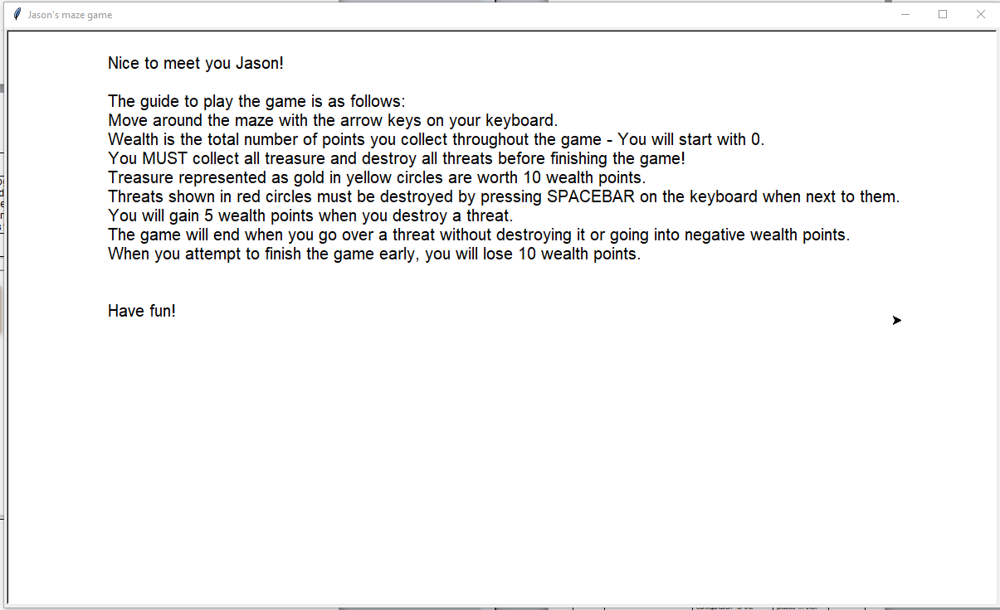 Jason's maze game
Nice to meet you Jason!
The guide to play the game is as follows:
Move around the maze with the arrow keys on your keyboard.
Wealth is the total number of points you collect throughout the game - You will start with 0.
You MUST collect all treasure and destroy all threats before finishing the game!
Treasure represented as gold in yellow circles are worth 10 wealth points.
Threats shown in red circles must be destroyed by pressing SPACEBAR on the keyboard when next to them.
You will gain 5 wealth points when you destroy a threat.
The game will end when you go over a threat without destroying it or going into negative wealth points.
When you attempt to finish the game early, you will lose 10 wealth points.
Have fun!